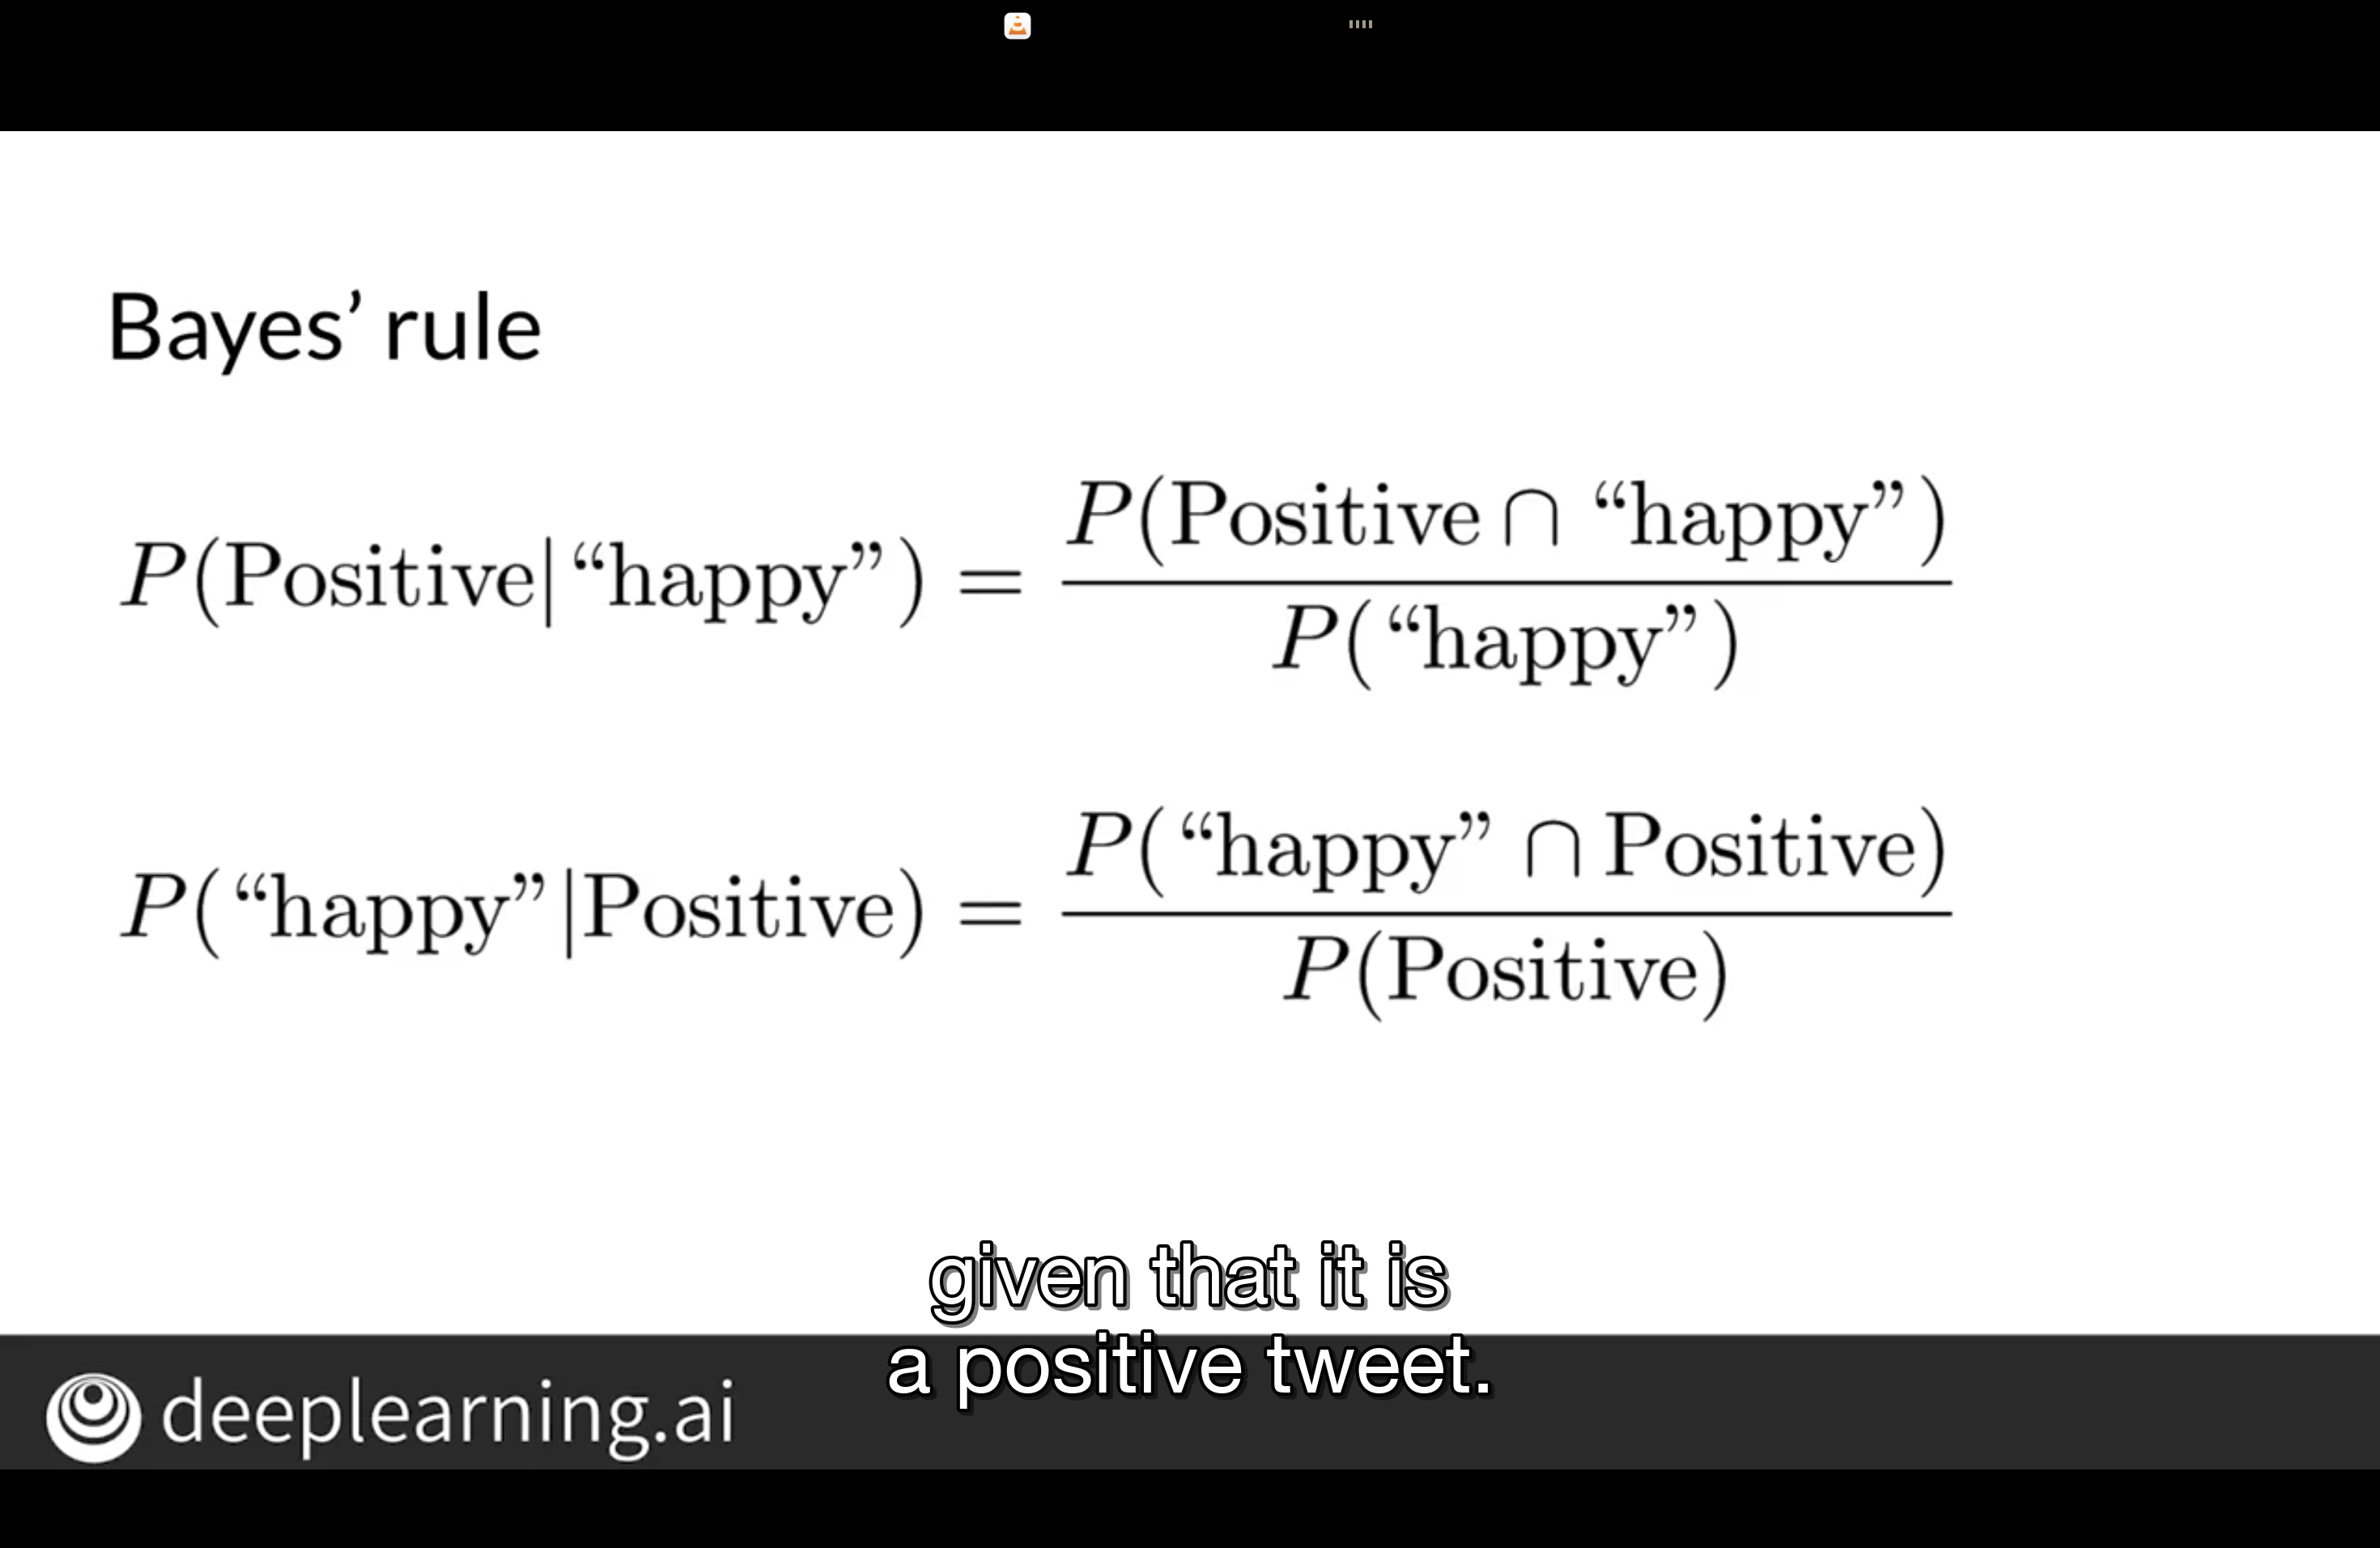 Bayes’ rule
P(Positive|“happy”) = P(Positive ∩ “happy”) / P(“happy”)
P(“happy”|Positive) = P(“happy” ∩ Positive) / P(Positive)
given that it is
a positive tweet.
deeplearning.ai